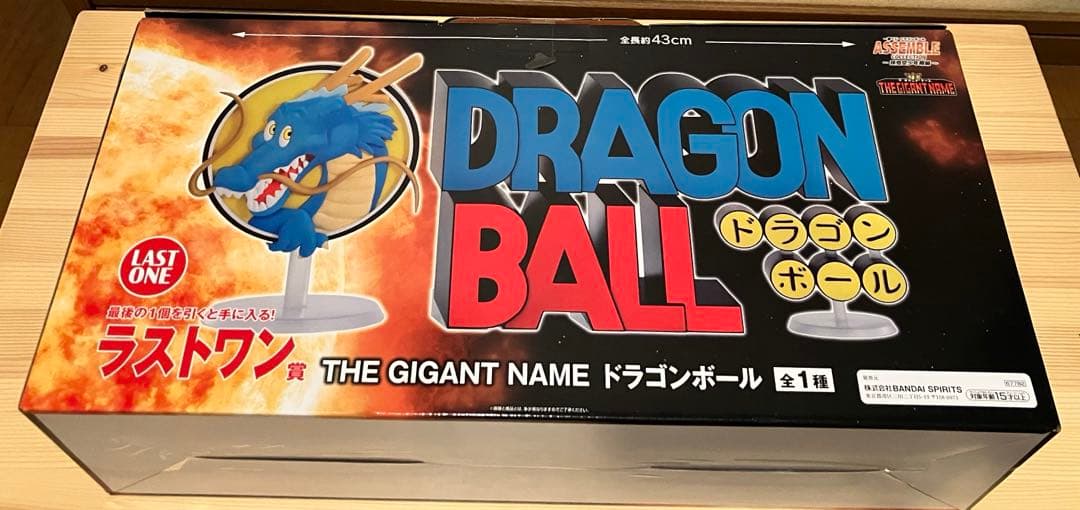 全長約43cm
ASSEMBLE
THE GIGANT NAME
DRAGON
BALL
ドラゴン
ボール
LAST
ONE
最後の1個を引くと手に入る!
ラストワン賞
THE GIGANT NAME ドラゴンボール 全1種
発売元
株式会社BANDAI SPIRITS
対象年齢15才以上